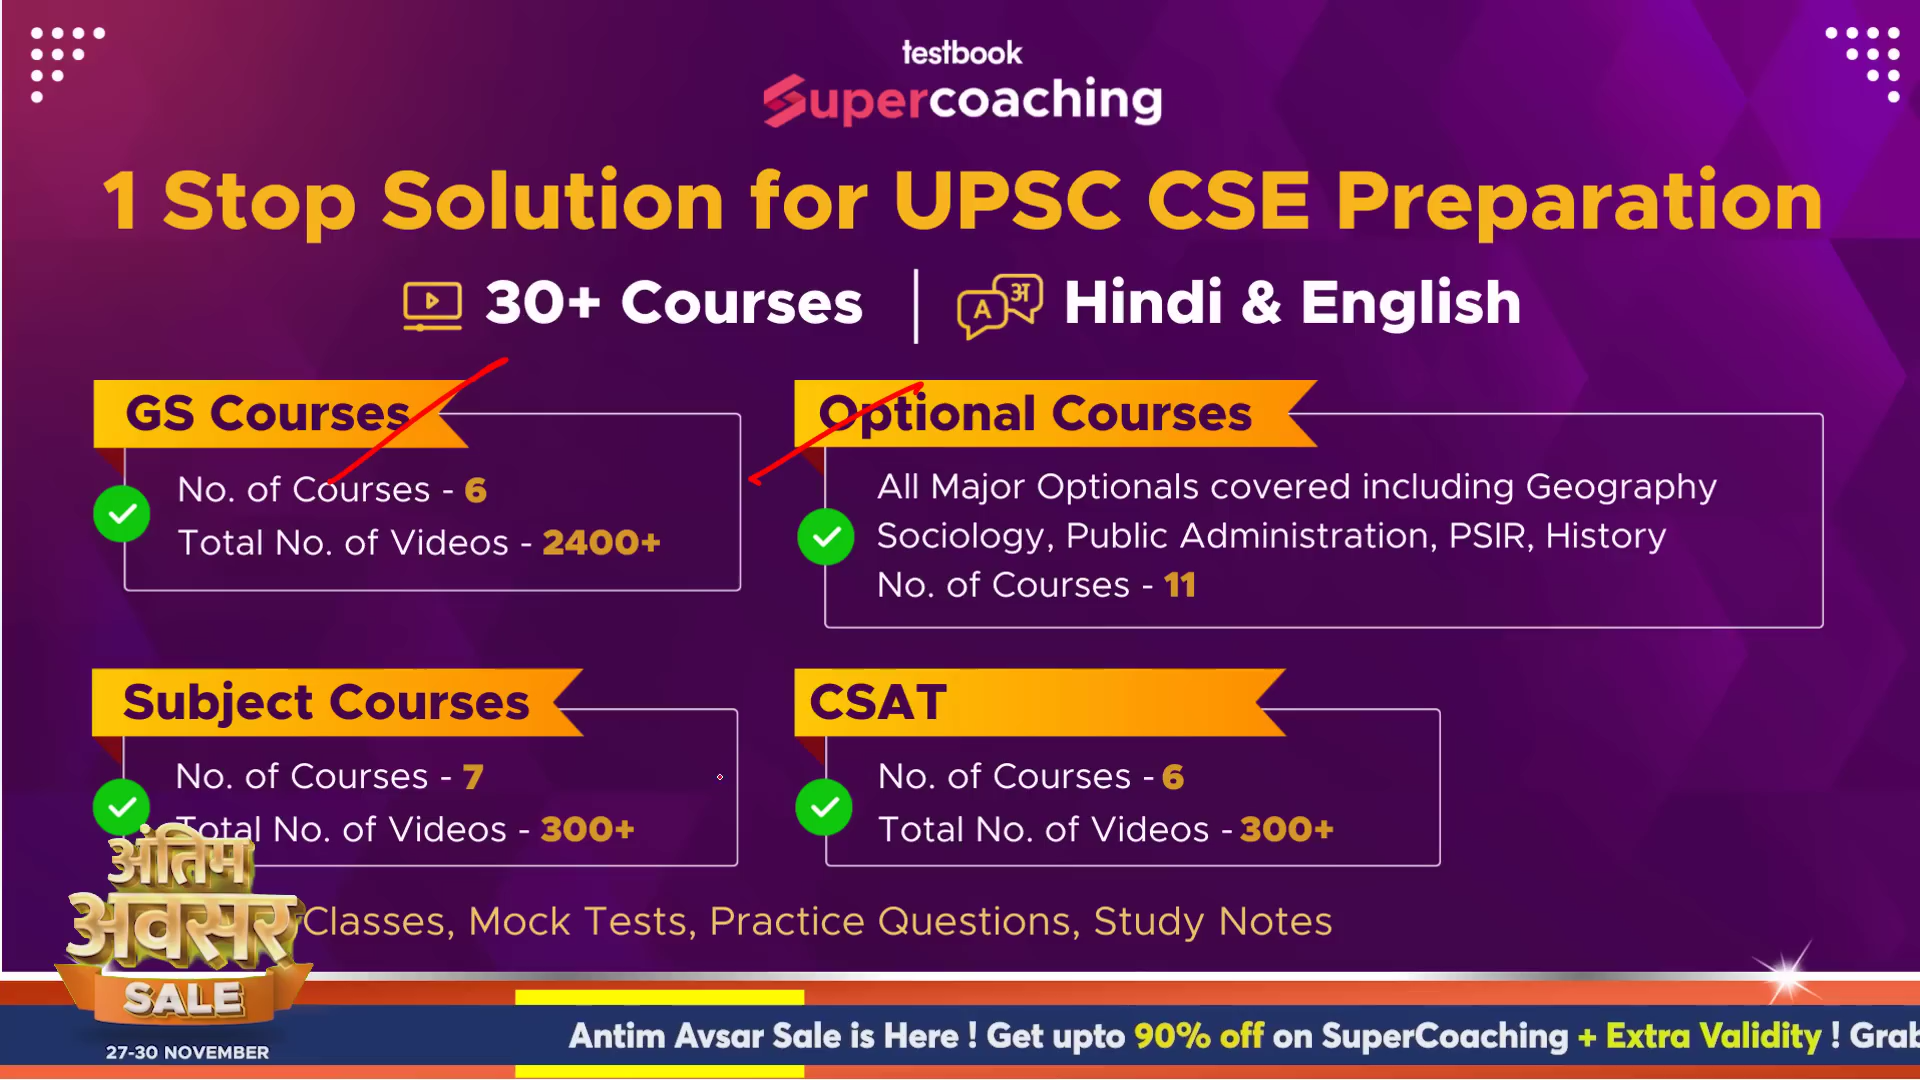 testbook
Supercoaching
1 Stop Solution for UPSC CSE Preparation
30+ Courses
A अ Hindi & English
GS Courses
No. of Courses - 6
Total No. of Videos - 2400+
Optional Courses
All Major Optionals covered including Geography
Sociology, Public Administration, PSIR, History
No. of Courses - 11
Subject Courses
No. of Courses - 7
Total No. of Videos - 300+
CSAT
No. of Courses - 6
Total No. of Videos - 300+
Classes, Mock Tests, Practice Questions, Study Notes
अंतिम
अवसर
SALE
27-30 NOVEMBER
Antim Avsar Sale is Here ! Get upto 90% off on SuperCoaching + Extra Validity ! Grab